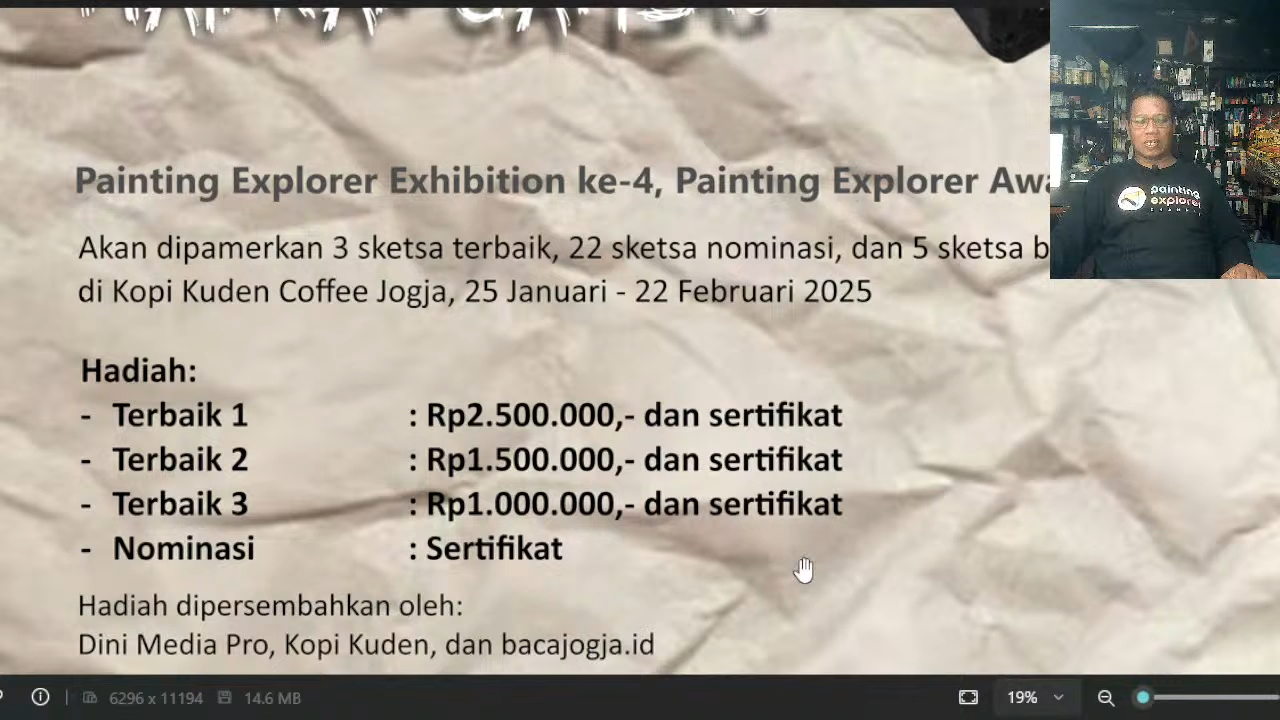 Painting Explorer Exhibition ke-4, Painting Explorer
Akan dipamerkan 3 sketsa terbaik, 22 sketsa nominasi, dan 5 sketsa
di Kopi Kuden Coffee Jogja, 25 Januari - 22 Februari 2025
Hadiah:
- Terbaik 1 : Rp2.500.000,- dan sertifikat
- Terbaik 2 : Rp1.500.000,- dan sertifikat
- Terbaik 3 : Rp1.000.000,- dan sertifikat
- Nominasi : Sertifikat
Hadiah dipersembahkan oleh:
Dini Media Pro, Kopi Kuden, dan bacajogja.id
painting
explorer
6296 x 11194 14.6 MB 19%